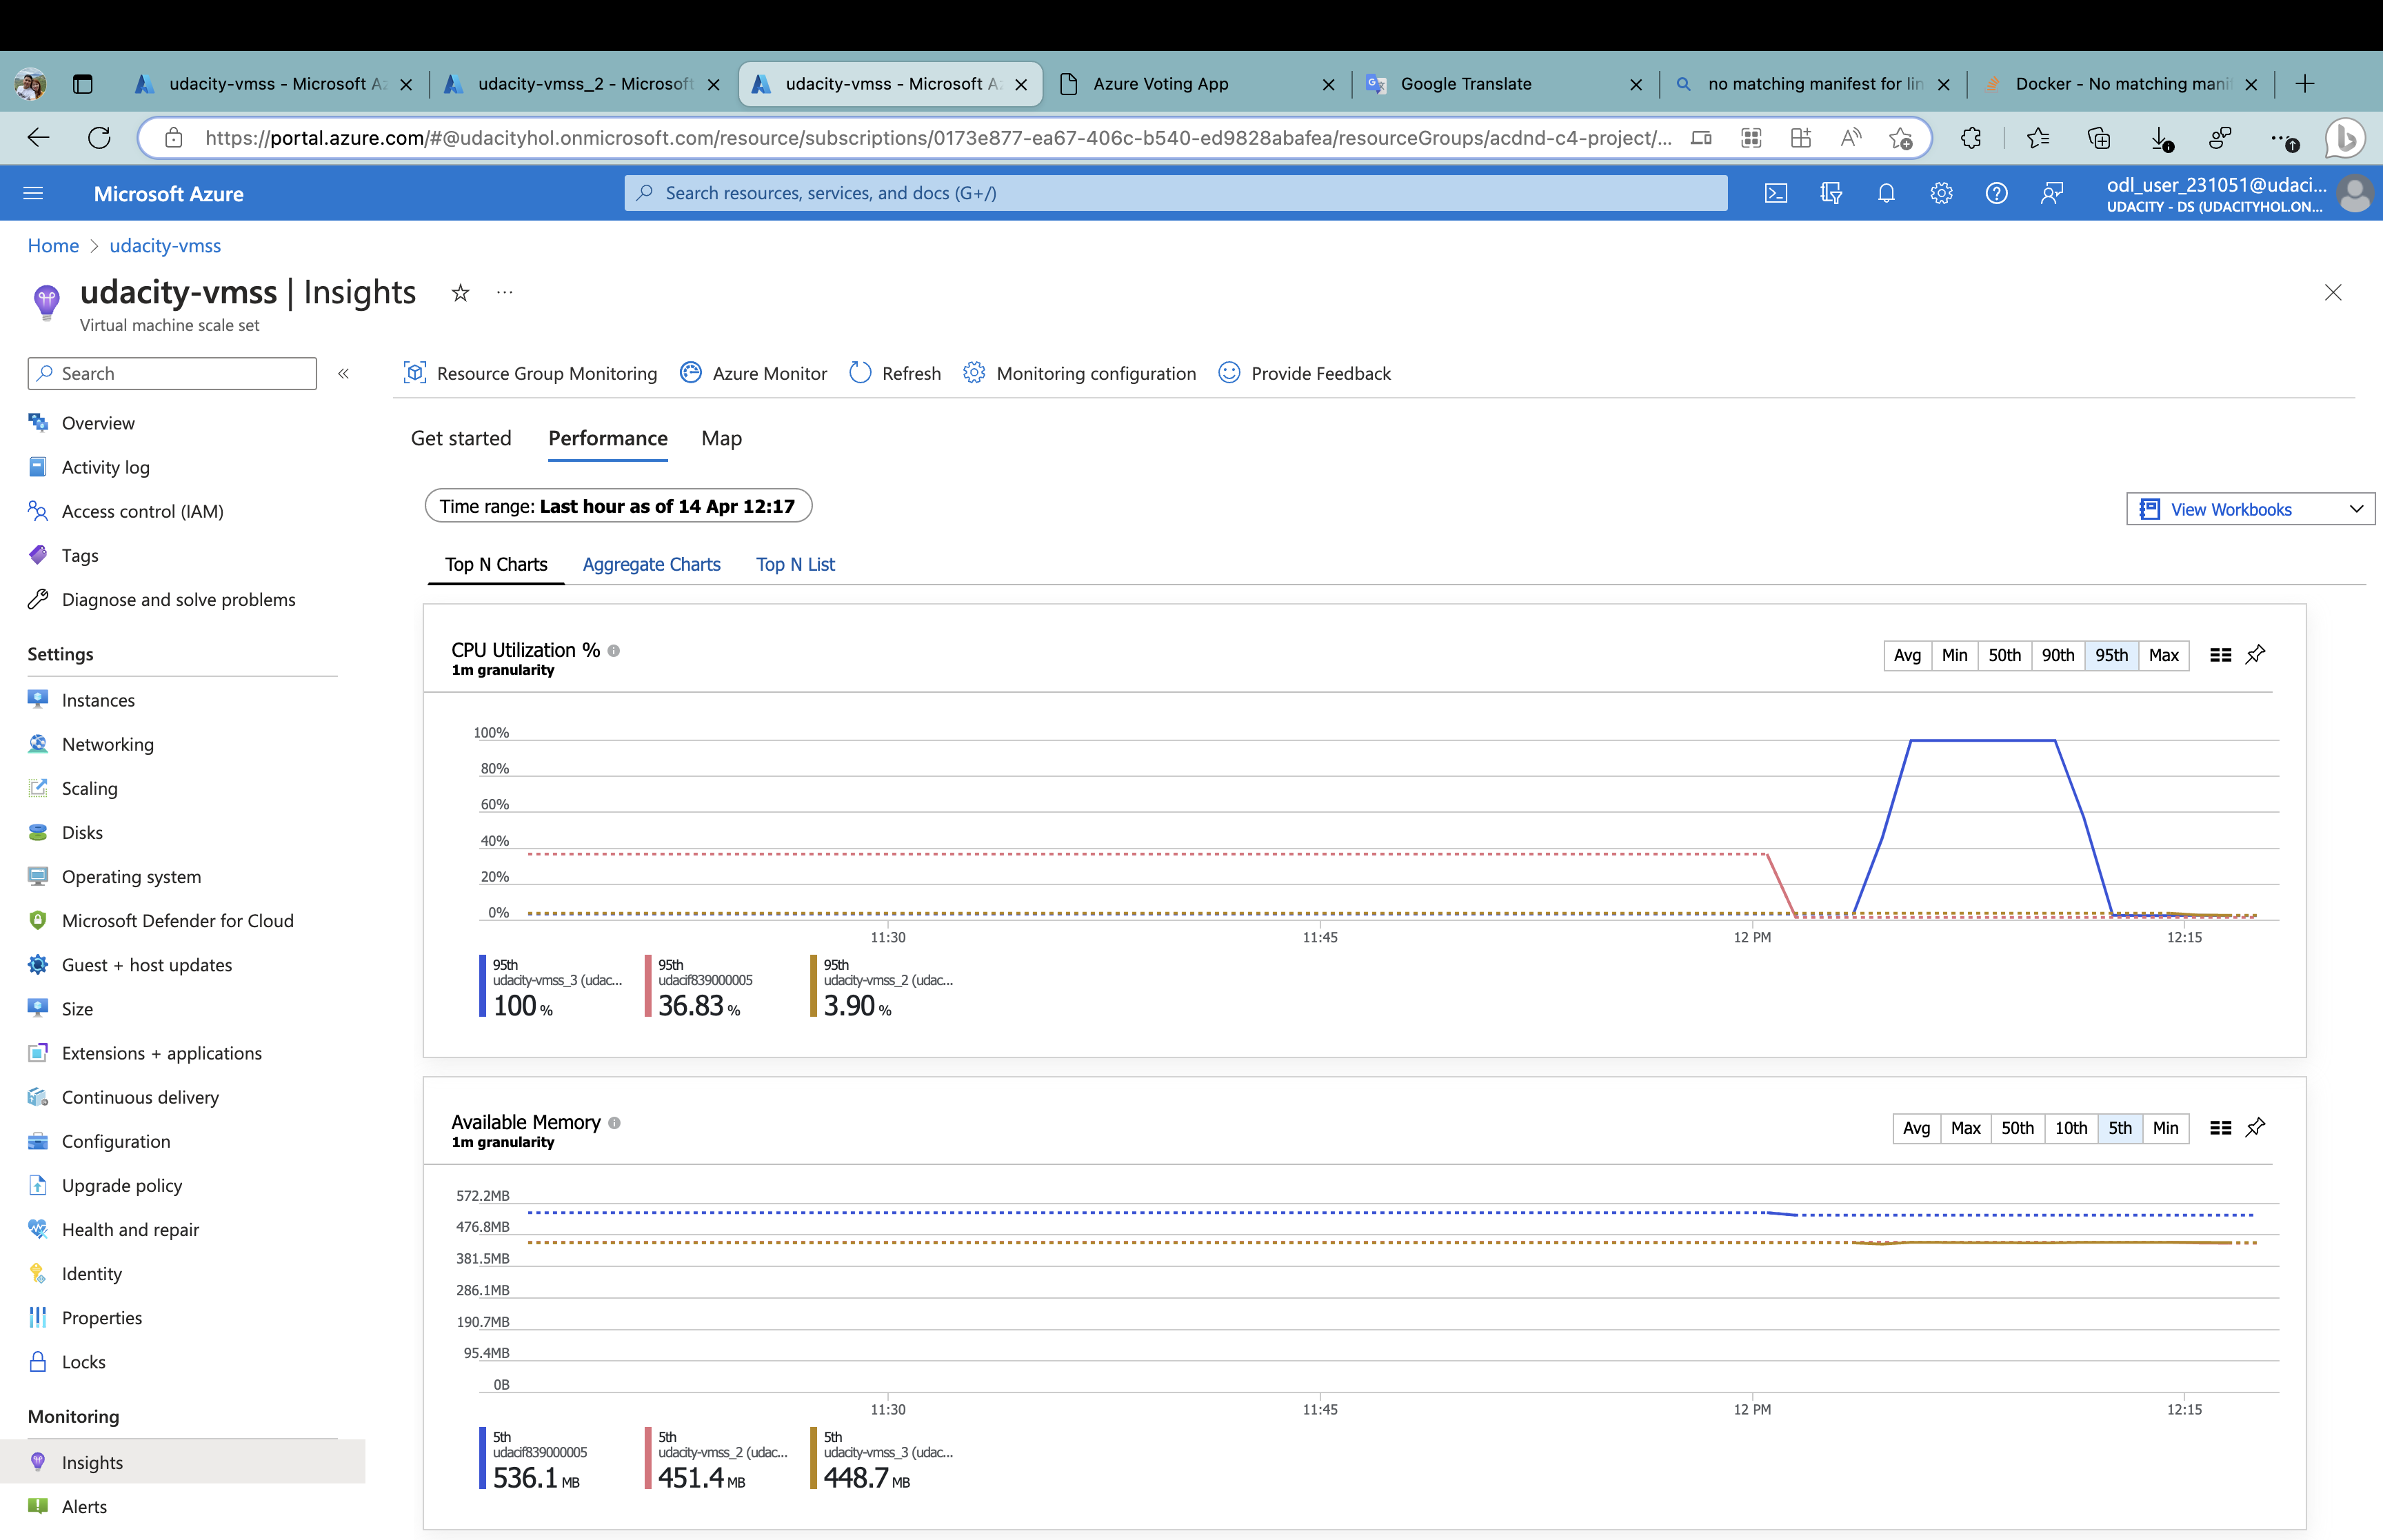 udacity-vmss - Microsoft Az
udacity-vmss_2 - Microsoft
udacity-vmss - Microsoft Az
Azure Voting App
Google Translate
no matching manifest for lin
Docker - No matching manif
https://portal.azure.com/#@udacityhol.onmicrosoft.com/resource/subscriptions/0173e877-ea67-406c-b540-ed9828abafea/resourceGroups/acdnd-c4-project/...
Microsoft Azure
Search resources, services, and docs (G+/)
odl_user_231051@udaci...
UDACITY - DS (UDACITYHOL.ON...
Home > udacity-vmss
udacity-vmss | Insights
Virtual machine scale set
Search
Overview
Activity log
Access control (IAM)
Tags
Diagnose and solve problems
Settings
Instances
Networking
Scaling
Disks
Operating system
Microsoft Defender for Cloud
Guest + host updates
Size
Extensions + applications
Continuous delivery
Configuration
Upgrade policy
Health and repair
Identity
Properties
Locks
Monitoring
Insights
Alerts
Resource Group Monitoring
Azure Monitor
Refresh
Monitoring configuration
Provide Feedback
Get started
Performance
Map
Time range: Last hour as of 14 Apr 12:17
View Workbooks
Top N Charts
Aggregate Charts
Top N List
CPU Utilization %
1m granularity
Avg
Min
50th
90th
95th
Max
100%
80%
60%
40%
20%
0%
11:30
11:45
12 PM
12:15
95th
udacity-vmss_3 (udac...
100 %
95th
udacif839000005
36.83 %
95th
udacity-vmss_2 (udac...
3.90 %
Available Memory
1m granularity
Avg
Max
50th
10th
5th
Min
572.2MB
476.8MB
381.5MB
286.1MB
190.7MB
95.4MB
0B
11:30
11:45
12 PM
12:15
5th
udacif839000005
536.1 MB
5th
udacity-vmss_2 (udac...
451.4 MB
5th
udacity-vmss_3 (udac...
448.7 MB